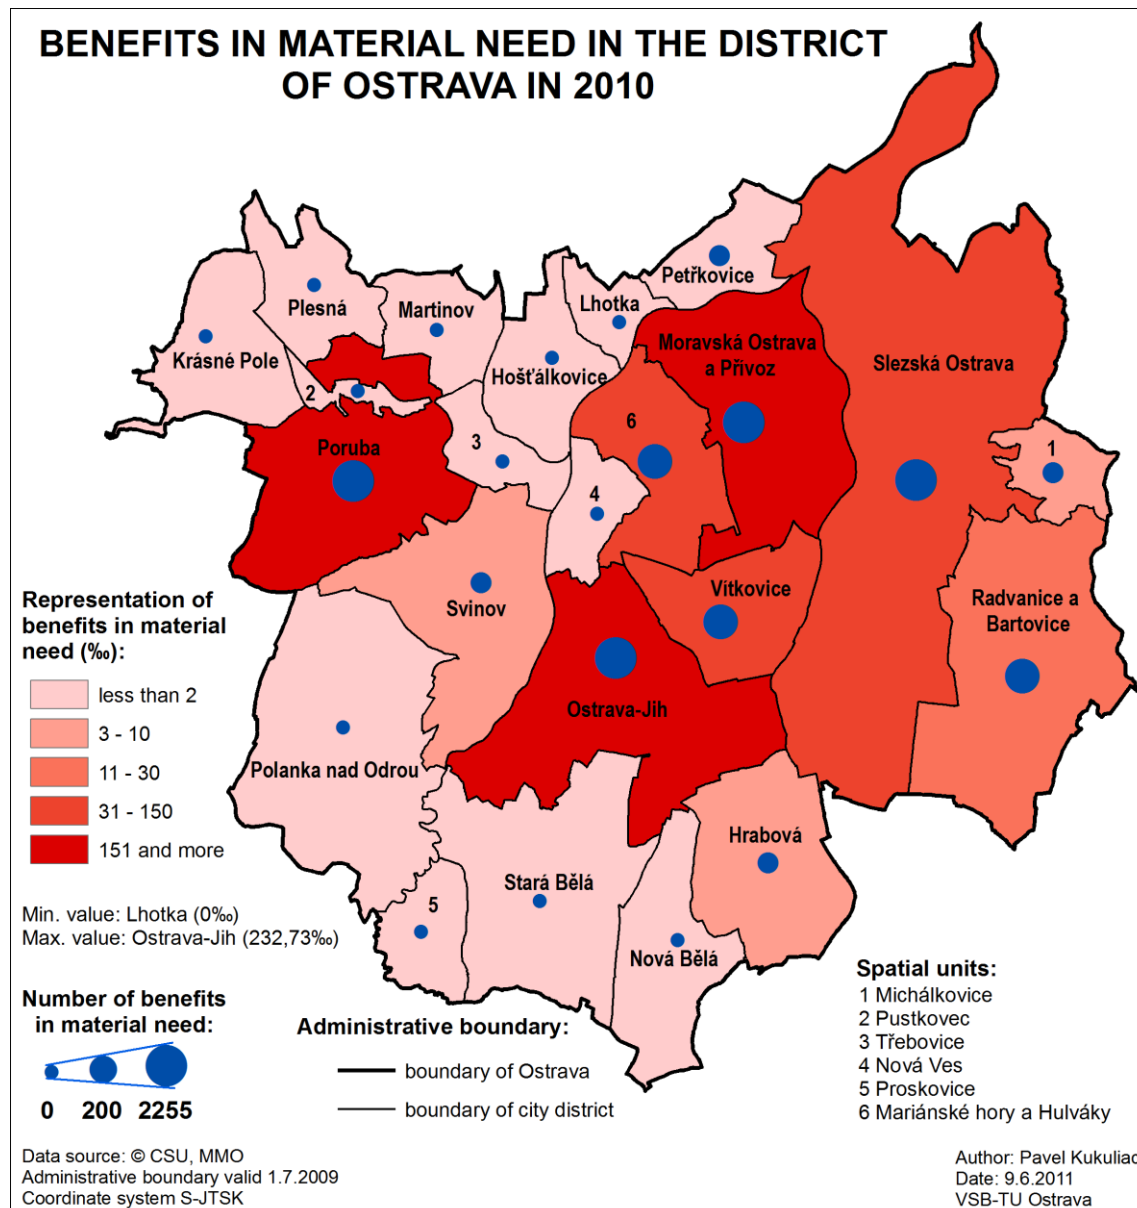 BENEFITS IN MATERIAL NEED IN THE DISTRICT
OF OSTRAVA IN 2010
Petřkovice
Plesná
Martinov
Lhotka
Krásné Pole
Hošťálkovice
Moravská Ostrava
a Přívoz
Slezská Ostrava
2
6
1
3
Poruba
4
Svinov
Vítkovice
Radvanice a
Bartovice
Ostrava-Jih
Polanka nad Odrou
Hrabová
Stará Bělá
5
Nová Bělá
Representation of
benefits in material
need (‰):
less than 2
3 - 10
11 - 30
31 - 150
151 and more
Min. value: Lhotka (0‰)
Max. value: Ostrava-Jih (232,73‰)
Number of benefits
in material need:
0 200 2255
Administrative boundary:
boundary of Ostrava
boundary of city district
Spatial units:
1 Michálkovice
2 Pustkovec
3 Třebovice
4 Nová Ves
5 Proskovice
6 Mariánské hory a Hulváky
Data source: © CSU, MMO
Administrative boundary valid 1.7.2009
Coordinate system S-JTSK
Author: Pavel Kukuliac
Date: 9.6.2011
VSB-TU Ostrava